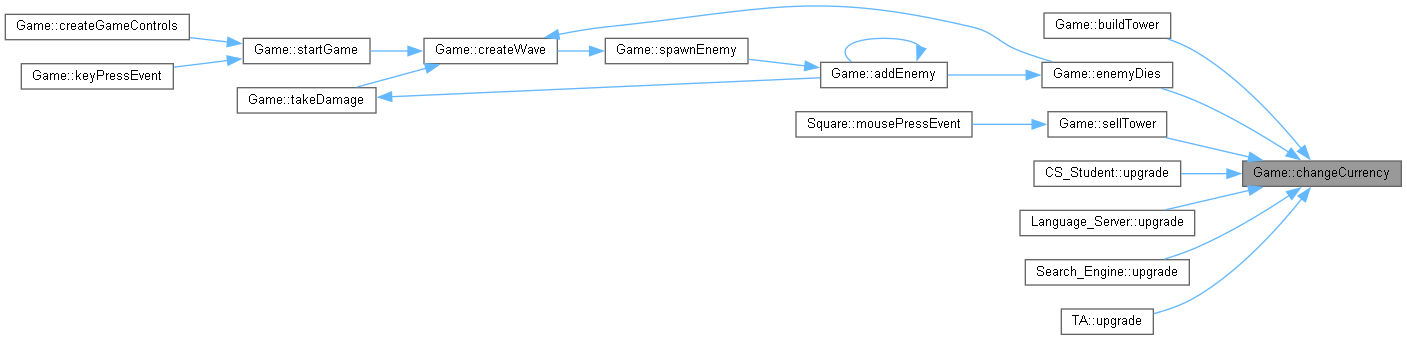 Game::createGameControls
Game::keyPressEvent
Game::startGame
Game::takeDamage
Game::createWave
Game::spawnEnemy
Game::addEnemy
Square::mousePressEvent
Game::buildTower
Game::enemyDies
Game::sellTower
CS_Student::upgrade
Language_Server::upgrade
Search_Engine::upgrade
TA::upgrade
Game::changeCurrency